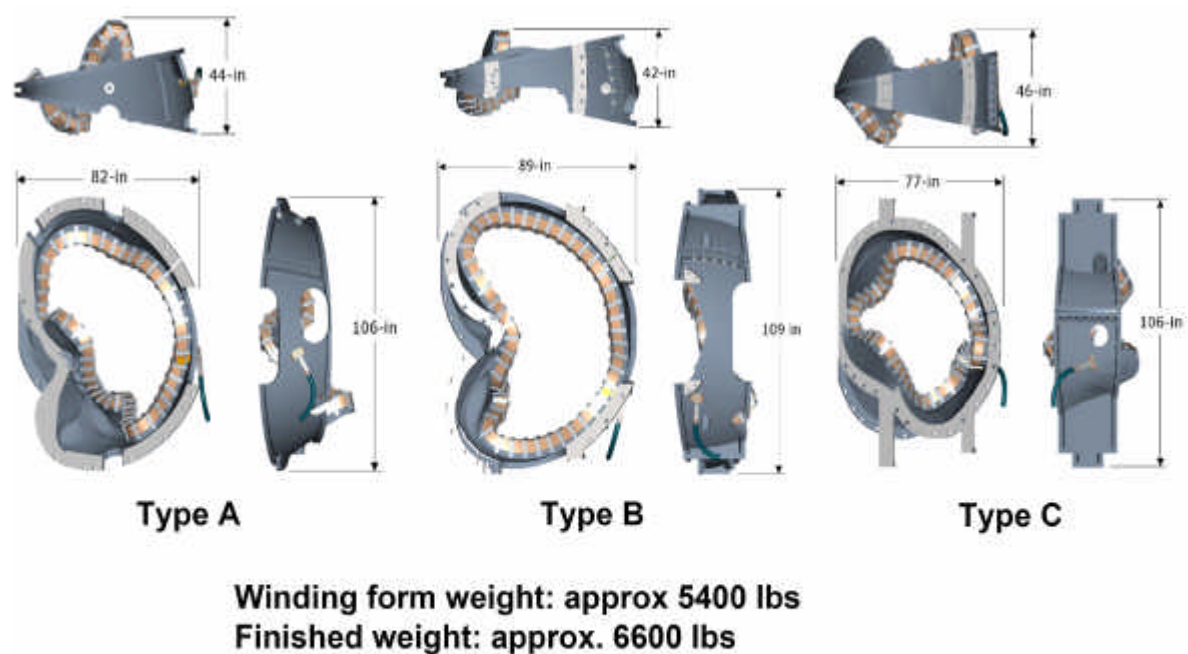 44-in
42-in
46-in
82-in
106-in
89-in
109 in
77-in
106-in
Type A
Type B
Type C
Winding form weight: approx 5400 lbs
Finished weight: approx. 6600 lbs